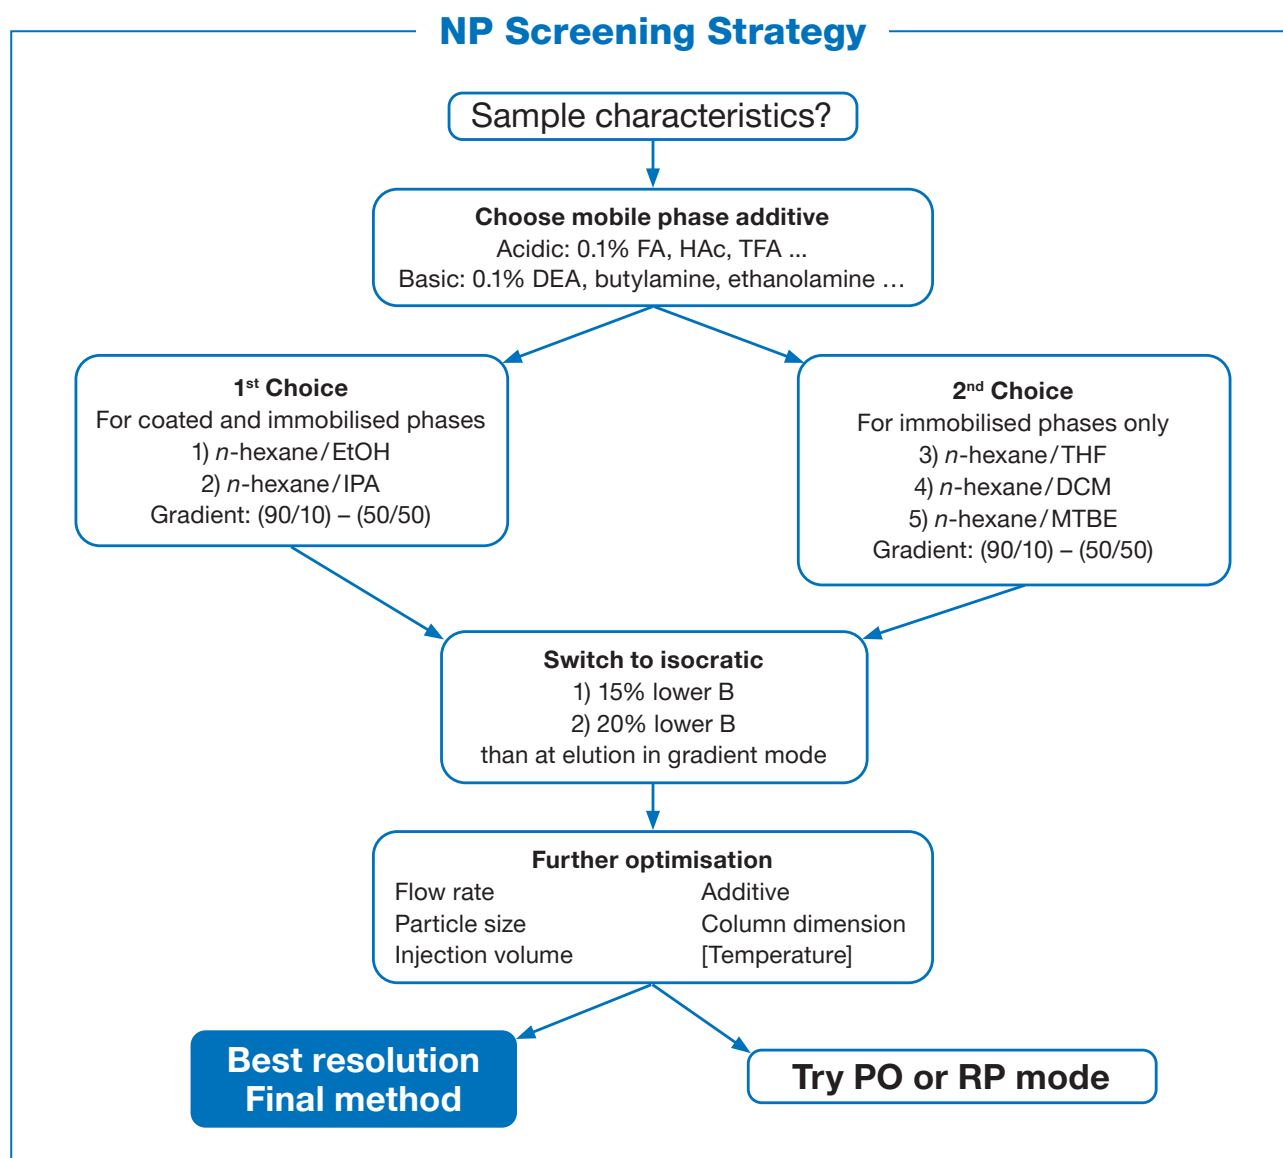 NP Screening Strategy
Sample characteristics?
Choose mobile phase additive
Acidic: 0.1% FA, HAc, TFA ...
Basic: 0.1% DEA, butylamine, ethanolamine …
1st Choice
For coated and immobilised phases
1) n-hexane/EtOH
2) n-hexane/IPA
Gradient: (90/10) – (50/50)
2nd Choice
For immobilised phases only
3) n-hexane/THF
4) n-hexane/DCM
5) n-hexane/MTBE
Gradient: (90/10) – (50/50)
Switch to isocratic
1) 15% lower B
2) 20% lower B
than at elution in gradient mode
Further optimisation
Flow rate
Particle size
Injection volume
Additive
Column dimension
[Temperature]
Best resolution
Final method
Try PO or RP mode